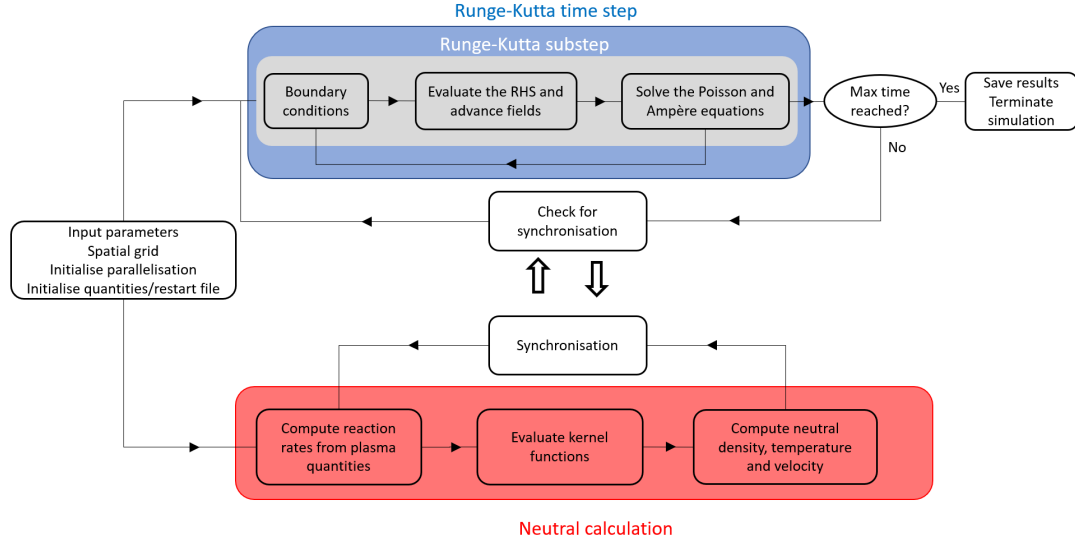 Runge-Kutta time step
Runge-Kutta substep
Boundary
conditions
Evaluate the RHS and
advance fields
Solve the Poisson and
Ampère equations
Max time
reached?
Yes
Save results
Terminate
simulation
No
Check for
synchronisation
Input parameters
Spatial grid
Initialise parallelisation
Initialise quantities/restart file
Synchronisation
Compute reaction
rates from plasma
quantities
Evaluate kernel
functions
Compute neutral
density, temperature
and velocity
Neutral calculation